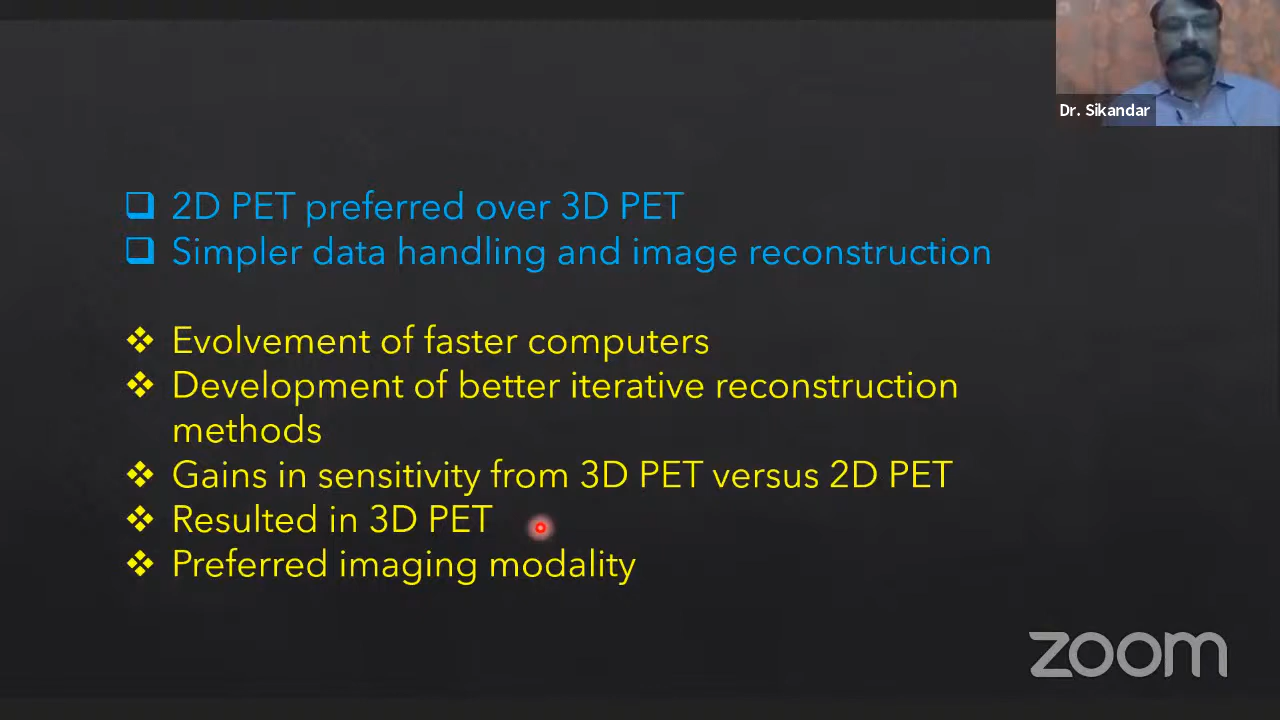 Dr. Sikandar
2D PET preferred over 3D PET
Simpler data handling and image reconstruction
Evolvement of faster computers
Development of better iterative reconstruction
methods
Gains in sensitivity from 3D PET versus 2D PET
Resulted in 3D PET
Preferred imaging modality
zoom